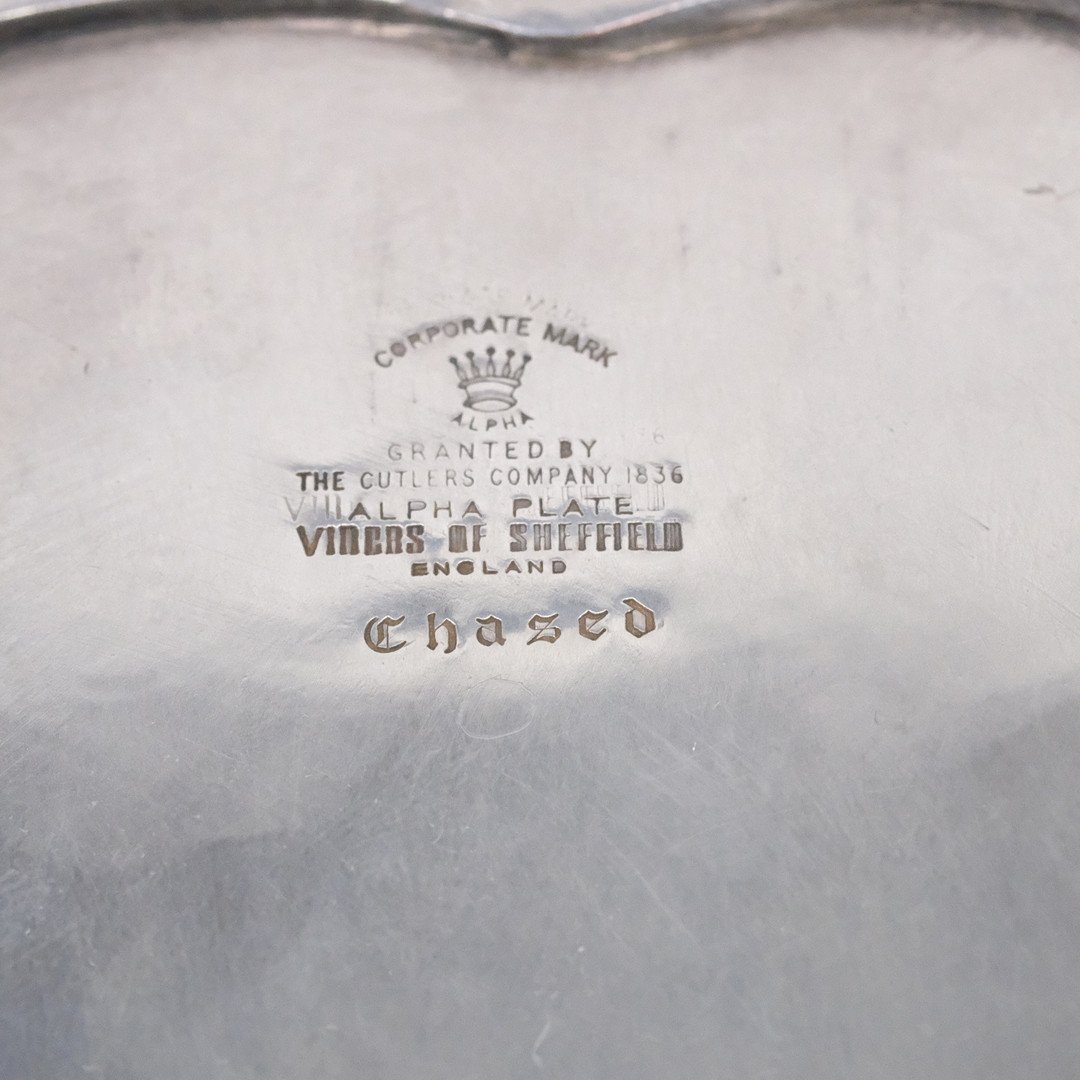 CORPORATE MARK
ALPHA
GRANTED BY
THE CUTLERS COMPANY 1836
ALPHA PLATE
VINERS OF SHEFFIELD
ENGLAND
Chased